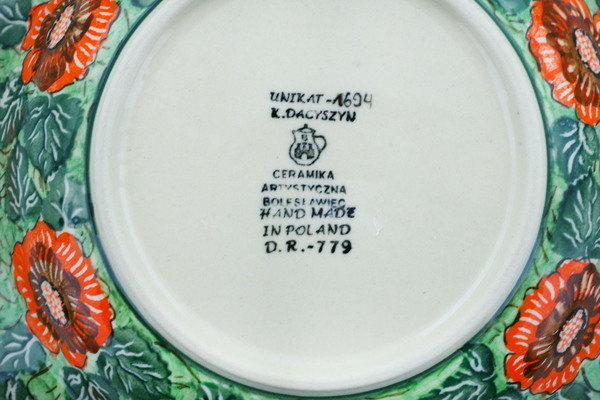 UNIKAT-1694
K.DACYSZYN
CERAMIKA
ARTYSTYCZNA
BOLESŁAWIEC
HAND MADE
IN POLAND
D.R.-779